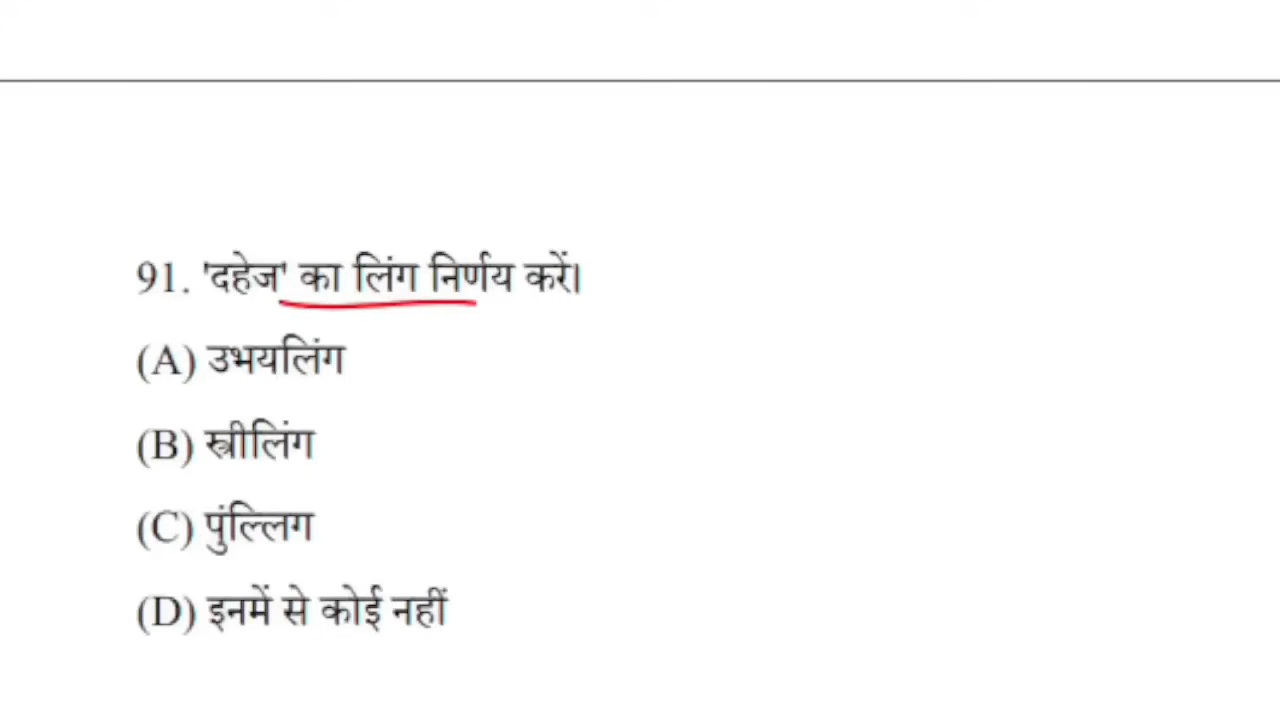 91. 'दहेज' का लिंग निर्णय करें।
(A) उभयलिंग
(B) स्त्रीलिंग
(C) पुंल्लिग
(D) इनमें से कोई नहीं